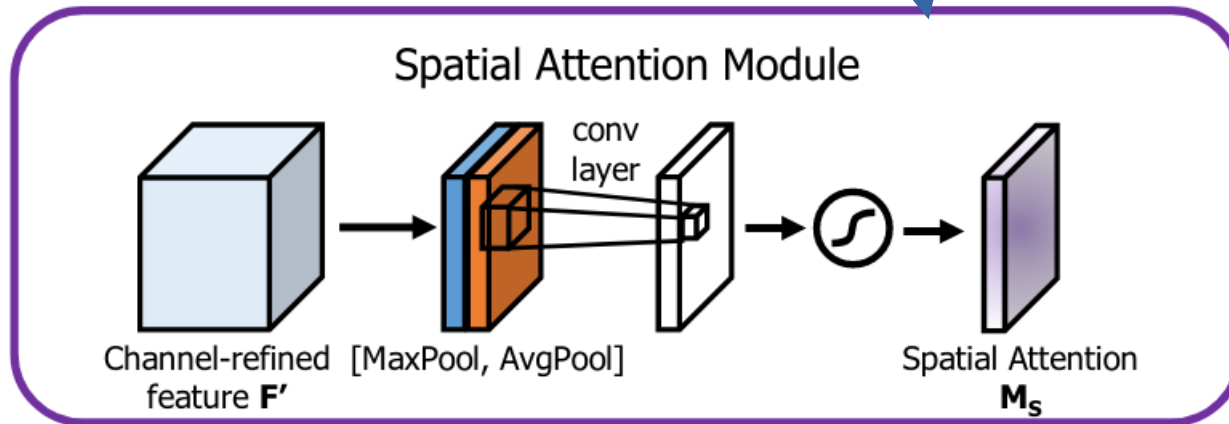 Spatial Attention Module
conv
layer
Channel-refined
feature F'
[MaxPool, AvgPool]
Spatial Attention
Ms